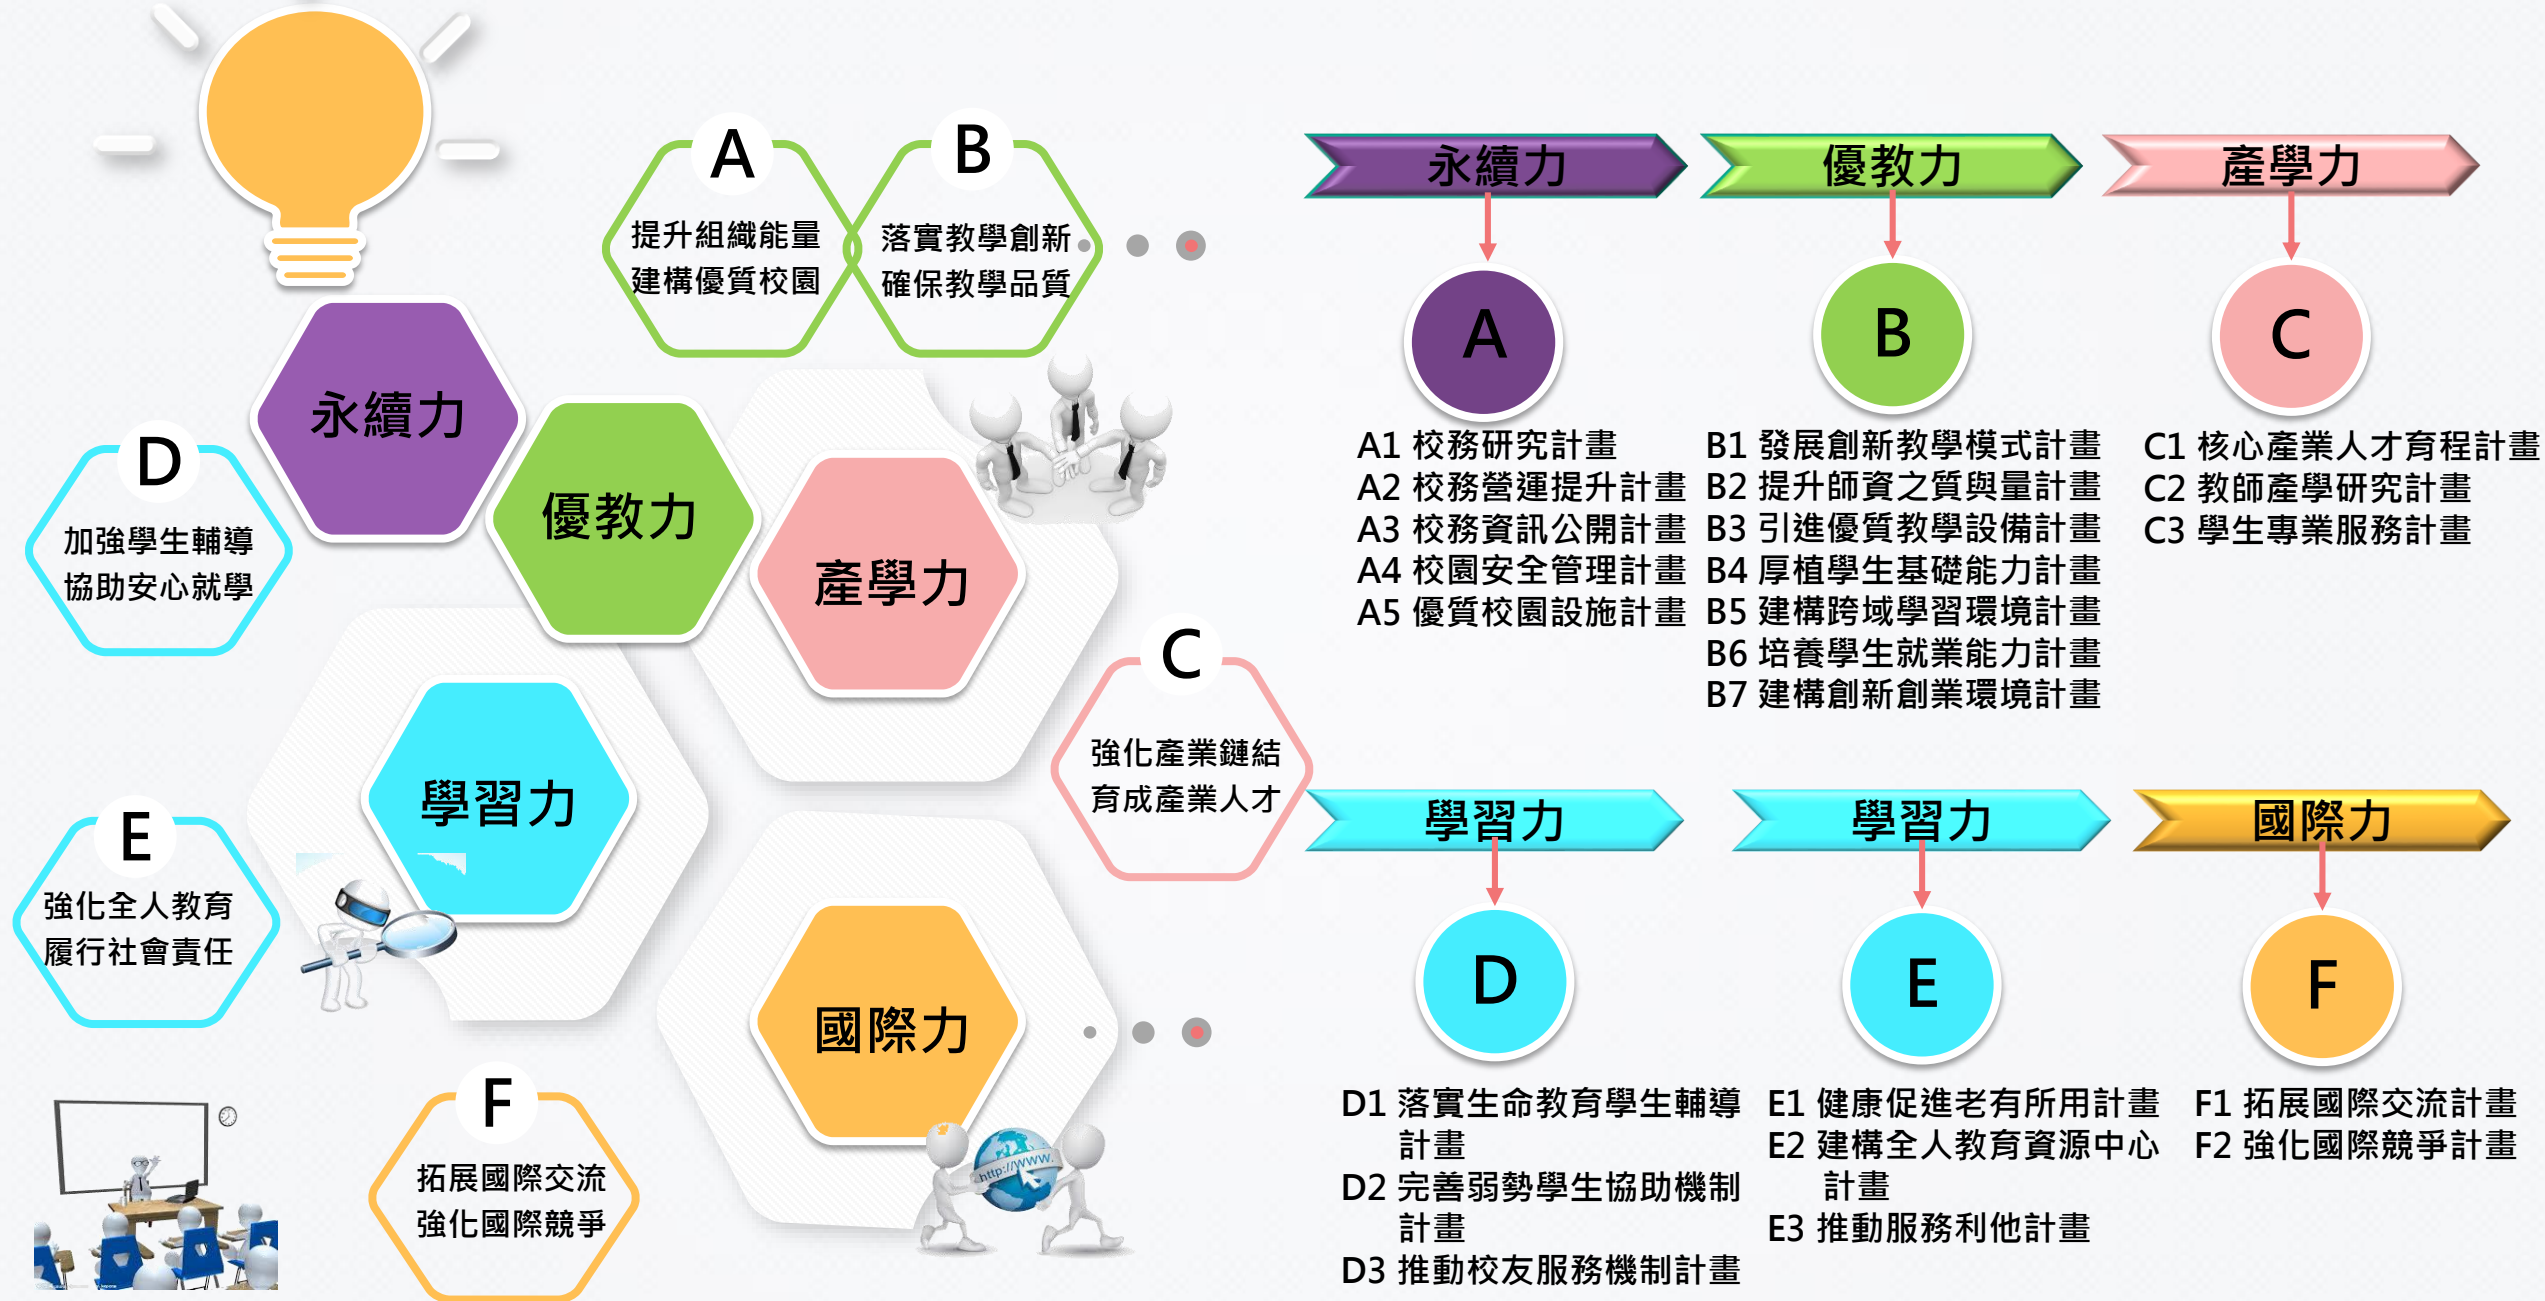 A
提升組織能量
建構優質校園
B
落實教學創新
確保教學品質
永續力
優教力
產學力
D
加強學生輔導
協助安心就學
C
強化產業鏈結
育成產業人才
學習力
E
強化全人教育
履行社會責任
國際力
F
拓展國際交流
強化國際競爭
http://WWW.
永續力
A
A1 校務研究計畫
A2 校務營運提升計畫
A3 校務資訊公開計畫
A4 校園安全管理計畫
A5 優質校園設施計畫
優教力
B
B1 發展創新教學模式計畫
B2 提升師資之質與量計畫
B3 引進優質教學設備計畫
B4 厚植學生基礎能力計畫
B5 建構跨域學習環境計畫
B6 培養學生就業能力計畫
B7 建構創新創業環境計畫
產學力
C
C1 核心產業人才育程計畫
C2 教師產學研究計畫
C3 學生專業服務計畫
學習力
D
D1 落實生命教育學生輔導
計畫
D2 完善弱勢學生協助機制
計畫
D3 推動校友服務機制計畫
學習力
E
E1 健康促進老有所用計畫
E2 建構全人教育資源中心
計畫
E3 推動服務利他計畫
國際力
F
F1 拓展國際交流計畫
F2 強化國際競爭計畫